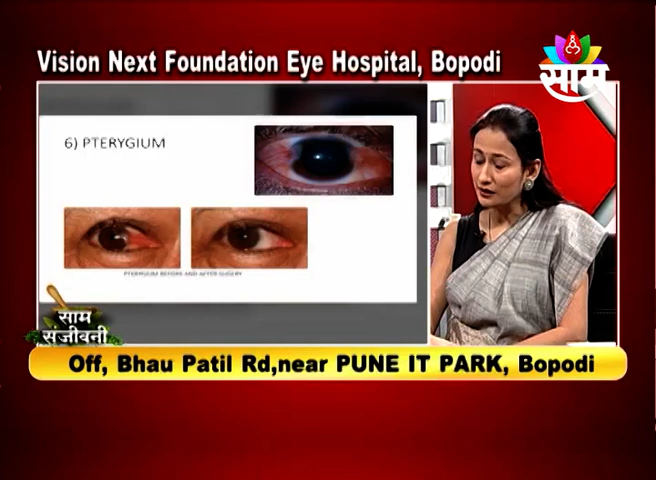 Vision Next Foundation Eye Hospital, Bopodi
साम
6) PTERYGIUM
PTERYGIUM BEFORE AND AFTER SUGERY
साम
संजीवनी
Off, Bhau Patil Rd,near PUNE IT PARK, Bopodi